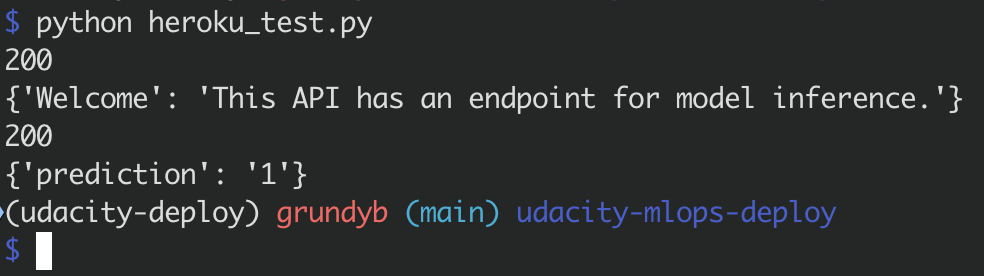 $ python heroku_test.py
200
{'Welcome': 'This API has an endpoint for model inference.'}
200
{'prediction': '1'}
(udacity-deploy) grundyb (main) udacity-mlops-deploy
$